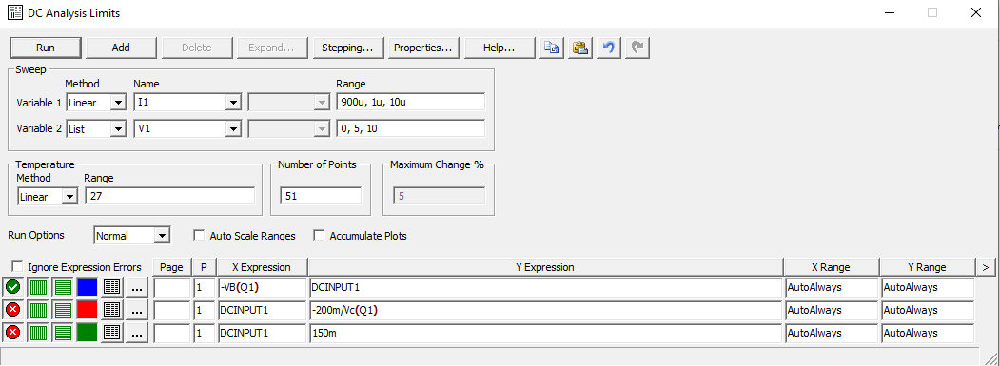 DC Analysis Limits
Run Add Delete Expand... Stepping... Properties... Help...
Sweep
Method Name Range
Variable 1 Linear I1 900u, 1u, 10u
Variable 2 List V1 0, 5, 10
Temperature Number of Points Maximum Change %
Method Range
Linear 27 51 5
Run Options Normal Auto Scale Ranges Accumulate Plots
Ignore Expression Errors Page P X Expression Y Expression X Range Y Range >
... 1 -VB(Q1) DCINPUT1 AutoAlways AutoAlways
... 1 DCINPUT1 -200m/Vc(Q1) AutoAlways AutoAlways
... 1 DCINPUT1 150m AutoAlways AutoAlways